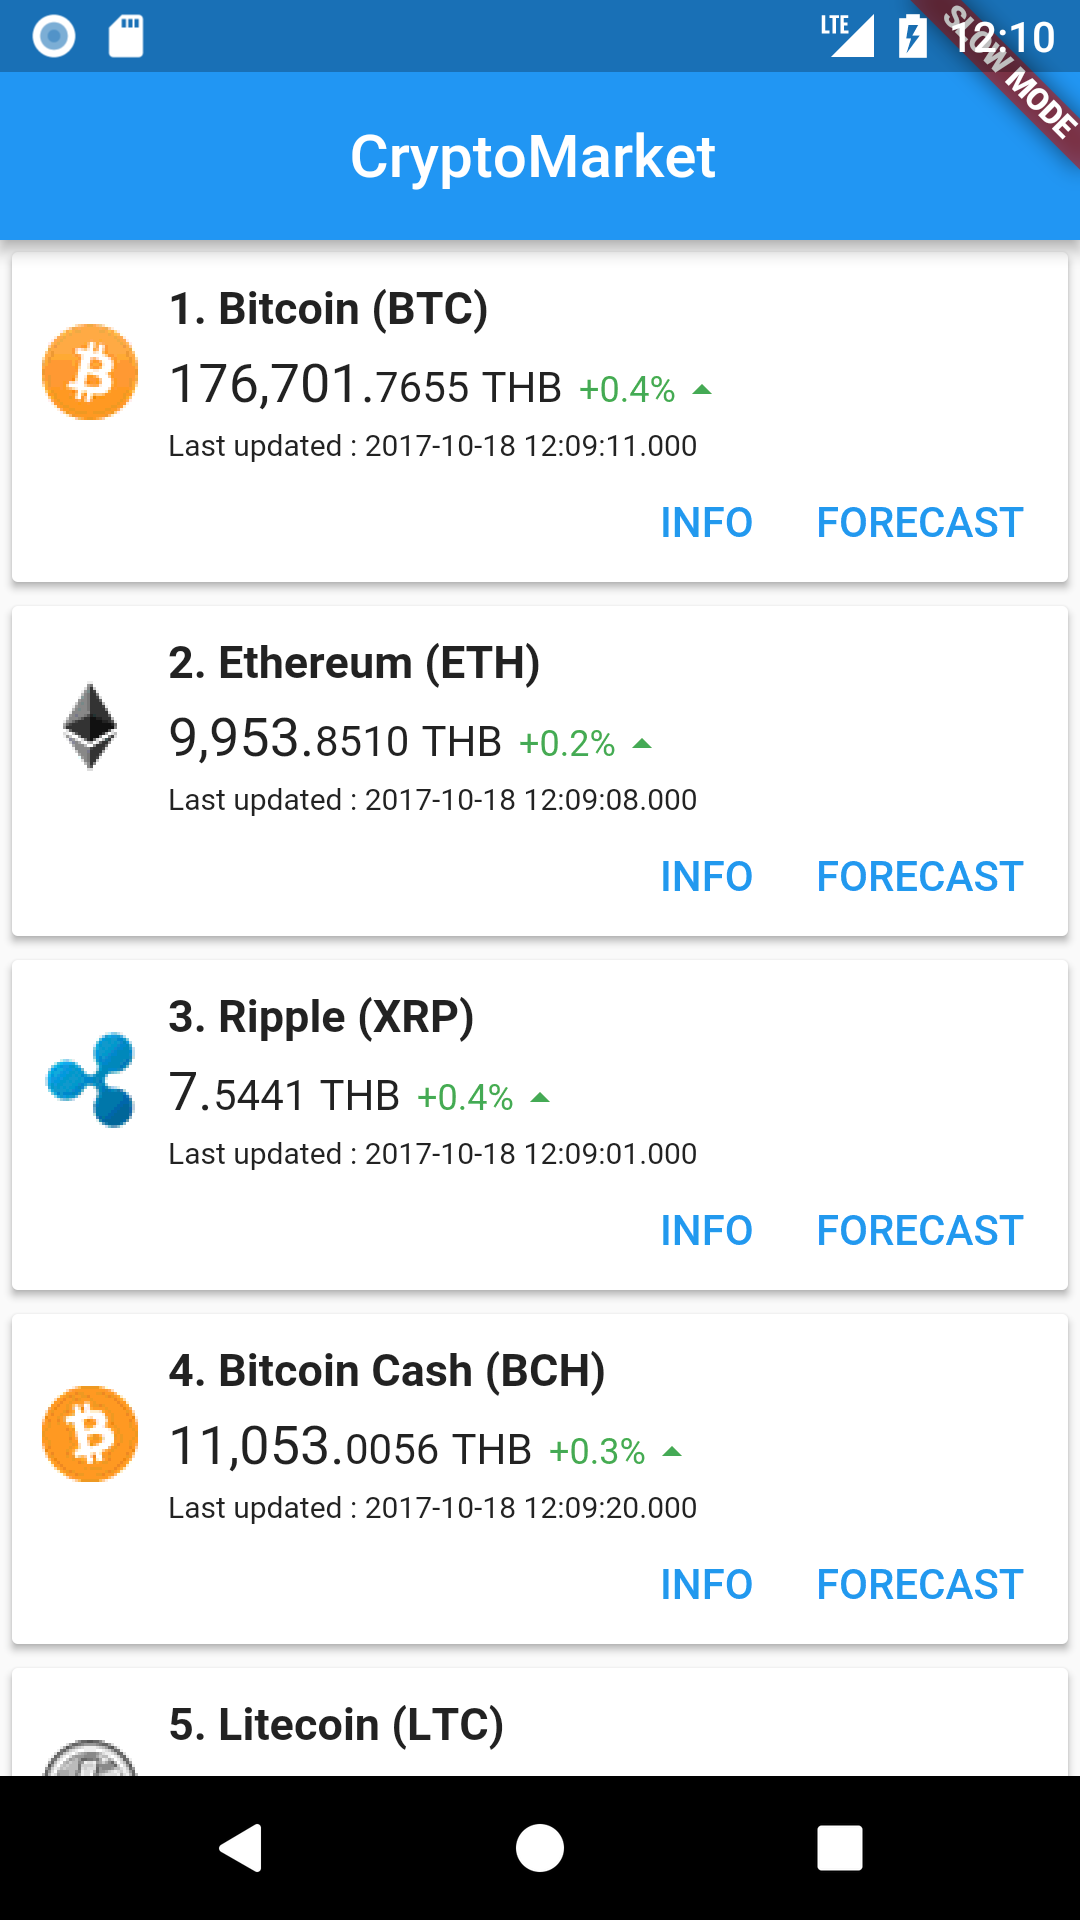 LTE 12:10
SLOW MODE
CryptoMarket
1. Bitcoin (BTC)
176,701.7655 THB +0.4%
Last updated : 2017-10-18 12:09:11.000
INFO FORECAST
2. Ethereum (ETH)
9,953.8510 THB +0.2%
Last updated : 2017-10-18 12:09:08.000
INFO FORECAST
3. Ripple (XRP)
7.5441 THB +0.4%
Last updated : 2017-10-18 12:09:01.000
INFO FORECAST
4. Bitcoin Cash (BCH)
11,053.0056 THB +0.3%
Last updated : 2017-10-18 12:09:20.000
INFO FORECAST
5. Litecoin (LTC)